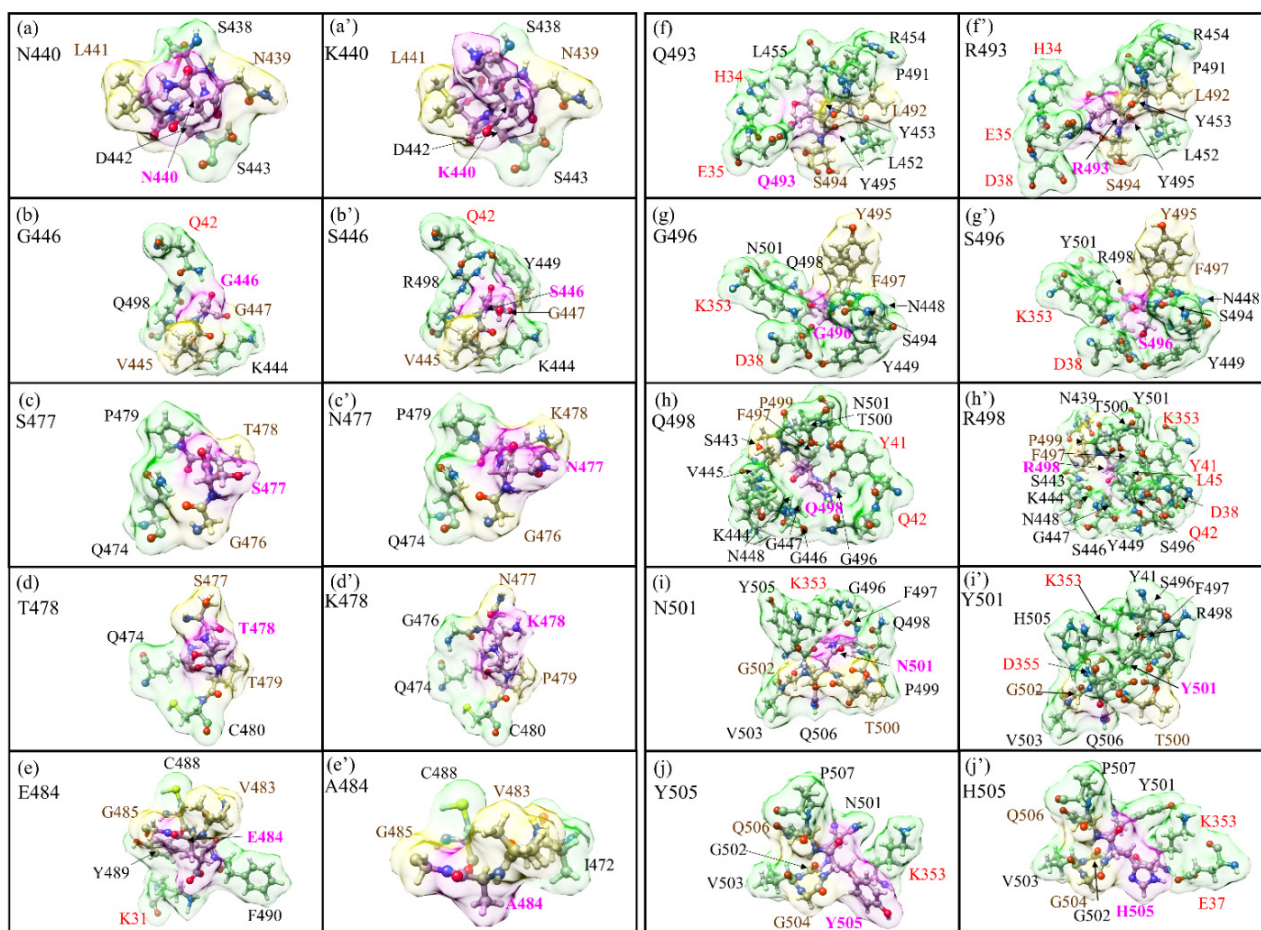 (a)
N440
S438
L441
N439
D442
N440
S443
(a’)
K440
S438
L441
N439
D442
K440
S443
(b)
G446
Q42
G446
Q498
G447
V445
K444
(b’)
S446
Q42
R498
Y449
S446
G447
V445
K444
(c)
S477
P479
T478
S477
Q474
G476
(c’)
N477
P479
K478
N477
Q474
G476
(d)
T478
S477
Q474
T478
T479
C480
(d’)
K478
N477
G476
K478
Q474
P479
C480
(e)
E484
C488
V483
G485
E484
Y489
K31
F490
(e’)
A484
C488
V483
G485
I472
A484
(f)
Q493
L455
R454
H34
P491
L492
Y453
L452
E35
Q493
S494
Y495
(f’)
R493
H34
R454
P491
L492
Y453
E35
L452
R493
D38
S494
Y495
(g)
G496
Y495
N501
Q498
F497
K353
N448
G496
S494
D38
Y449
(g’)
S496
Y495
Y501
R498
F497
K353
N448
S494
S496
D38
Y449
(h)
Q498
P499
N501
F497
T500
S443
Y41
V445
Q498
Q42
K444
G447
N448
G446
G496
(h’)
R498
N439
Y501
T500
K353
P499
F497
R498
Y41
S443
L45
K444
D38
N448
G447
Q42
S446
Y449
S496
(i)
N501
Y505
K353
G496
F497
Q498
G502
N501
P499
V503
Q506
T500
(i’)
Y501
K353
Y41
S496
F497
H505
R498
D355
G502
Y501
V503
Q506
T500
(j)
Y505
P507
N501
Q506
G502
V503
K353
G504
Y505
(j’)
H505
P507
Y501
Q506
K353
V503
G504
G502
H505
E37